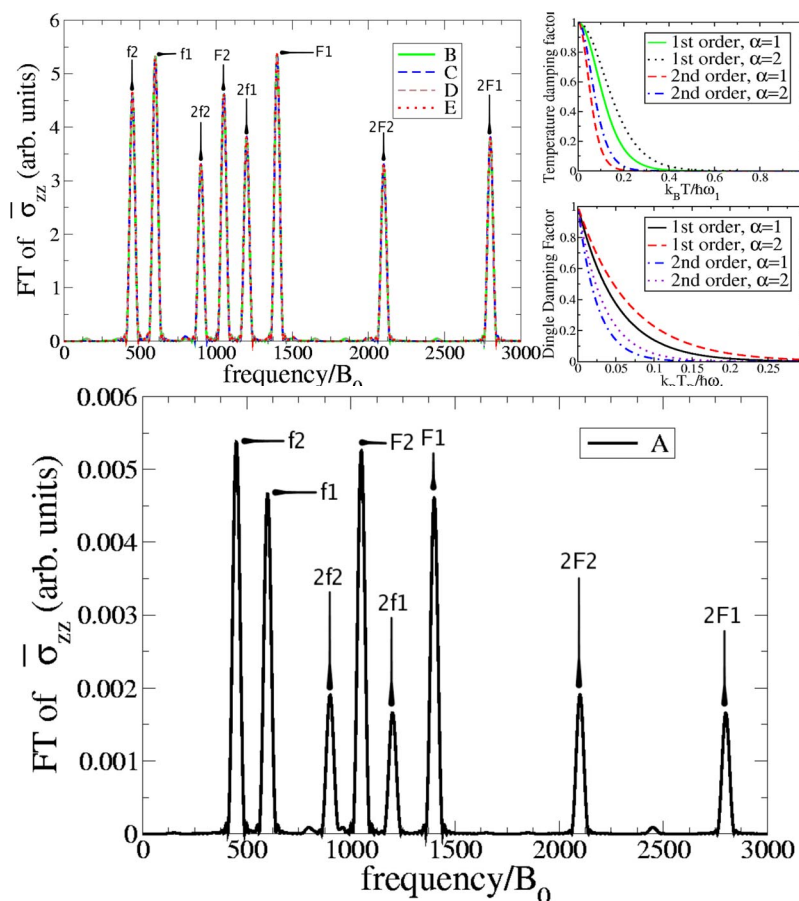 6
5
4
3
2
1
0
FT of σ̅zz (arb. units)
f2
f1
2f2
F2
2f1
F1
2F2
2F1
B
C
D
E
0 500 1000 1500 2000 2500 3000
frequency/B0
1
0.8
0.6
0.4
0.2
0
Temperature damping factor
1st order, α=1
1st order, α=2
2nd order, α=1
2nd order, α=2
0 0.2 0.4 0.6 0.8
kBT/ħω1
1
0.8
0.6
0.4
0.2
0
Dingle Damping Factor
1st order, α=1
1st order, α=2
2nd order, α=1
2nd order, α=2
0 0.05 0.1 0.15 0.2 0.25
0.006
0.005
0.004
0.003
0.002
0.001
0
FT of σ̅zz (arb. units)
f2
f1
2f2
F2
2f1
F1
2F2
2F1
A
0 500 1000 1500 2000 2500 3000
frequency/B0